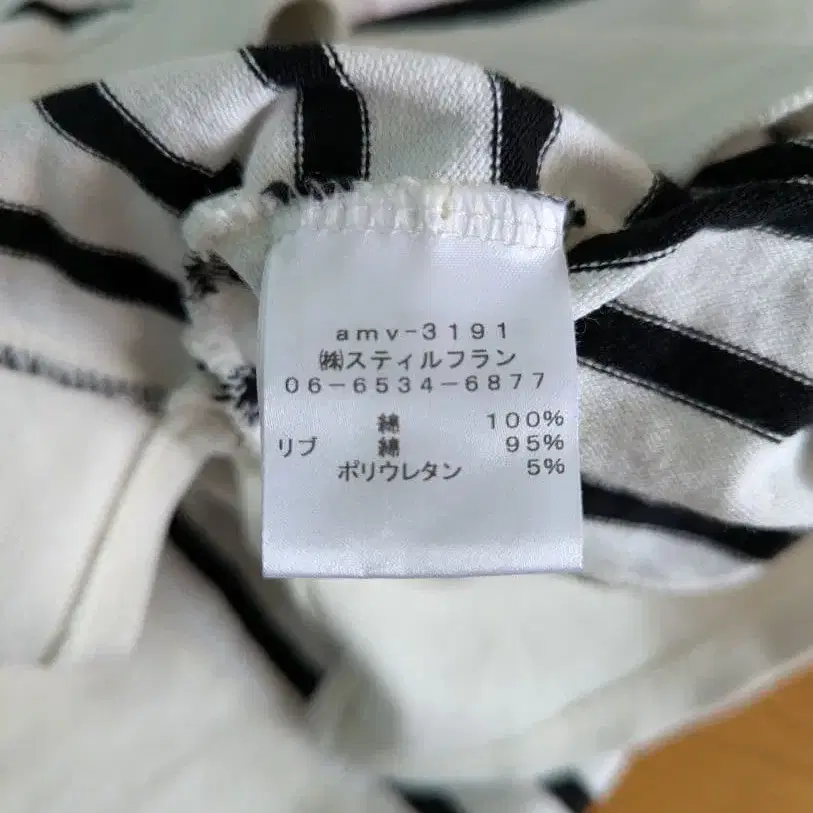 amv-3191
㈱スティルフラン
06-6534-6877
綿 100%
リブ 綿 95%
ポリウレタン 5%